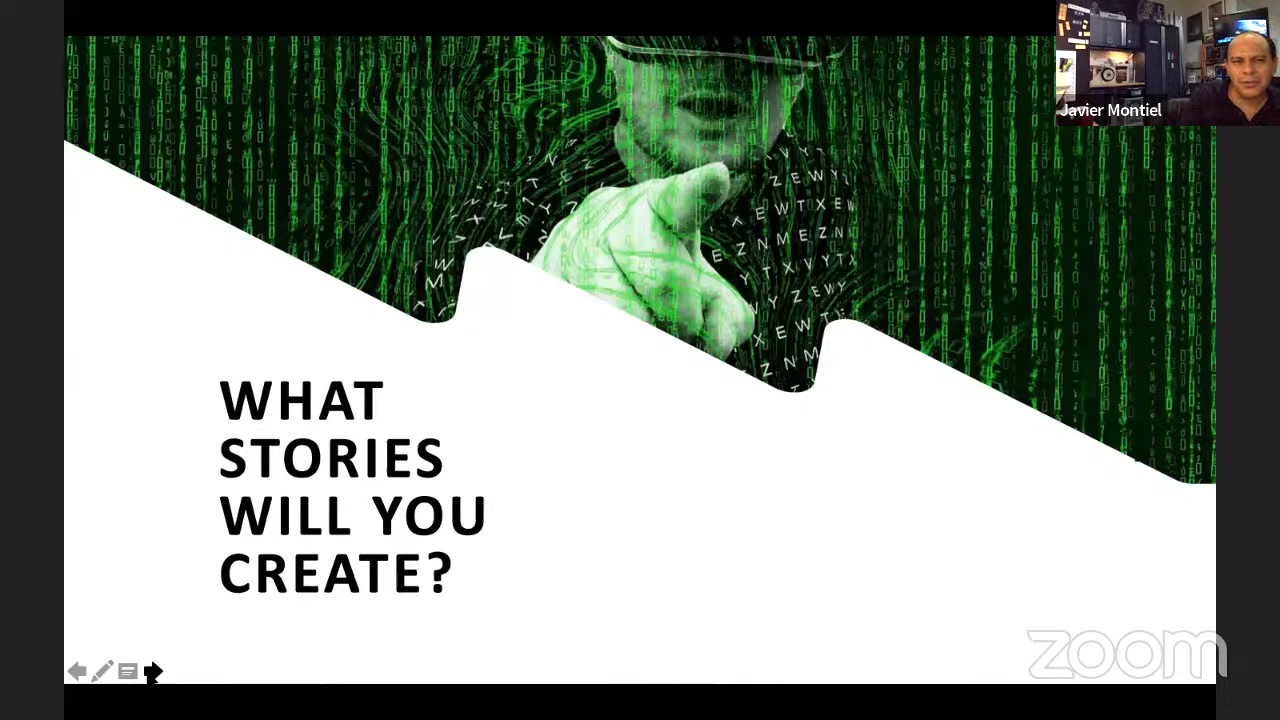 Javier Montiel
Z E W Y
X E W T X E W
E Z N M E Z N
Y T X V Y T
V Y Z E W Y
X E W T
Z N M
WHAT
STORIES
WILL YOU
CREATE?
zoom